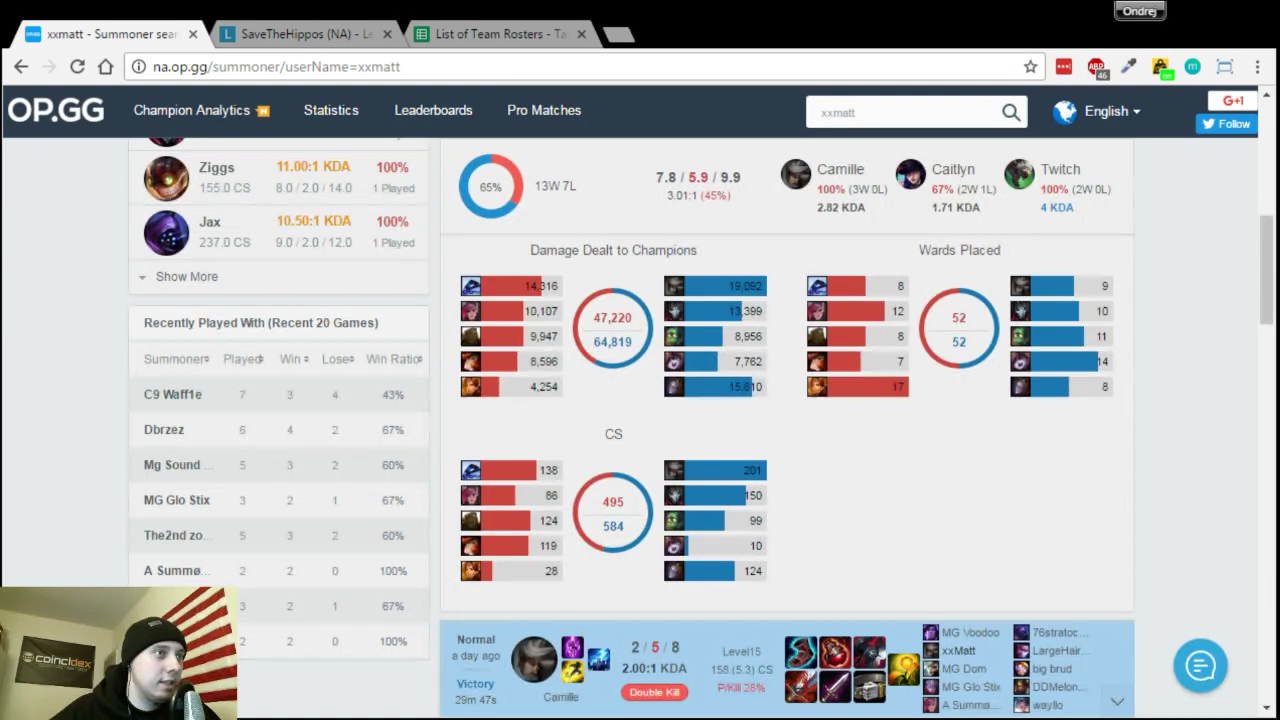 Ondrej
xxmatt - Summoner sear
SaveTheHippos (NA) - Le
List of Team Rosters - Ta
na.op.gg/summoner/userName=xxmatt
ABP
46
m
OP.GG
Champion Analytics
N
Statistics
Leaderboards
Pro Matches
xxmatt
English
G+1
Follow
Ziggs
11.00:1 KDA
100%
155.0 CS
8.0 / 2.0 / 14.0
1 Played
Jax
10.50:1 KDA
100%
237.0 CS
9.0 / 2.0 / 12.0
1 Played
Show More
Recently Played With (Recent 20 Games)
Summoner
Played
Win
Lose
Win Ratio
C9 Waff1e
7
3
4
43%
Dbrzez
6
4
2
67%
Mg Sound ...
5
3
2
60%
MG Glo Stix
3
2
1
67%
The2nd zo...
5
3
2
60%
A Summø...
2
2
0
100%
3
2
1
67%
2
2
0
100%
coincidex
65%
13W 7L
7.8 / 5.9 / 9.9
3.01:1 (45%)
Camille
100% (3W 0L)
2.82 KDA
Caitlyn
67% (2W 1L)
1.71 KDA
Twitch
100% (2W 0L)
4 KDA
Damage Dealt to Champions
14,316
10,107
9,947
8,596
4,254
47,220
64,819
19,092
13,399
8,956
7,762
15,610
Wards Placed
8
12
8
7
17
52
52
9
10
11
14
8
CS
138
86
124
119
28
495
584
201
150
99
10
124
Normal
a day ago
Victory
29m 47s
Camille
2 / 5 / 8
2.00:1 KDA
Double Kill
Level15
158 (5.3) CS
P/Kill 28%
MG Voodoo
xxMatt
MG Dom
MG Glo Stix
A Summø...
76stratoc...
LargeHair...
big brud
DDMelon...
wayllo